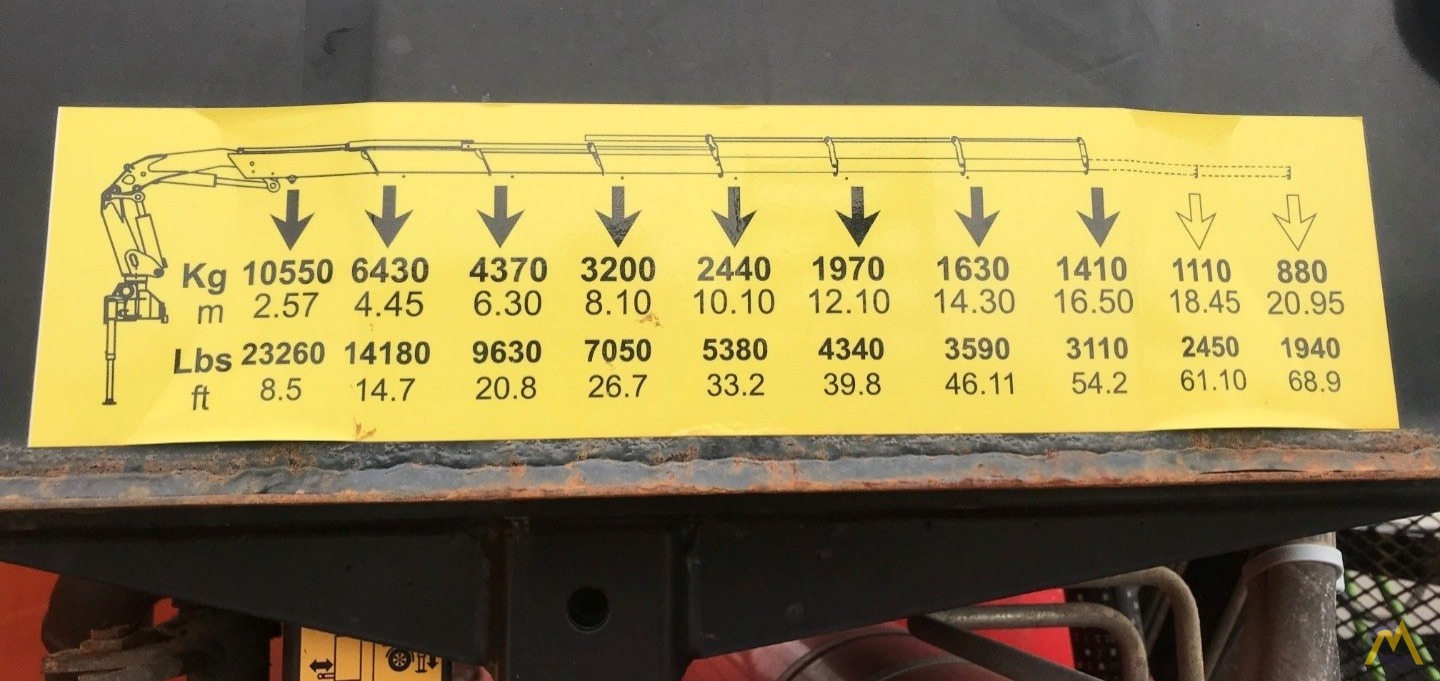 Kg 10550 6430 4370 3200 2440 1970 1630 1410 1110 880
m 2.57 4.45 6.30 8.10 10.10 12.10 14.30 16.50 18.45 20.95
Lbs 23260 14180 9630 7050 5380 4340 3590 3110 2450 1940
ft 8.5 14.7 20.8 26.7 33.2 39.8 46.11 54.2 61.10 68.9